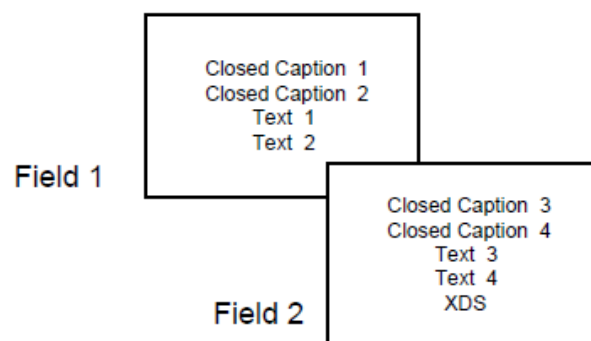 Closed Caption 1
Closed Caption 2
Text 1
Text 2
Field 1
Closed Caption 3
Closed Caption 4
Text 3
Text 4
XDS
Field 2